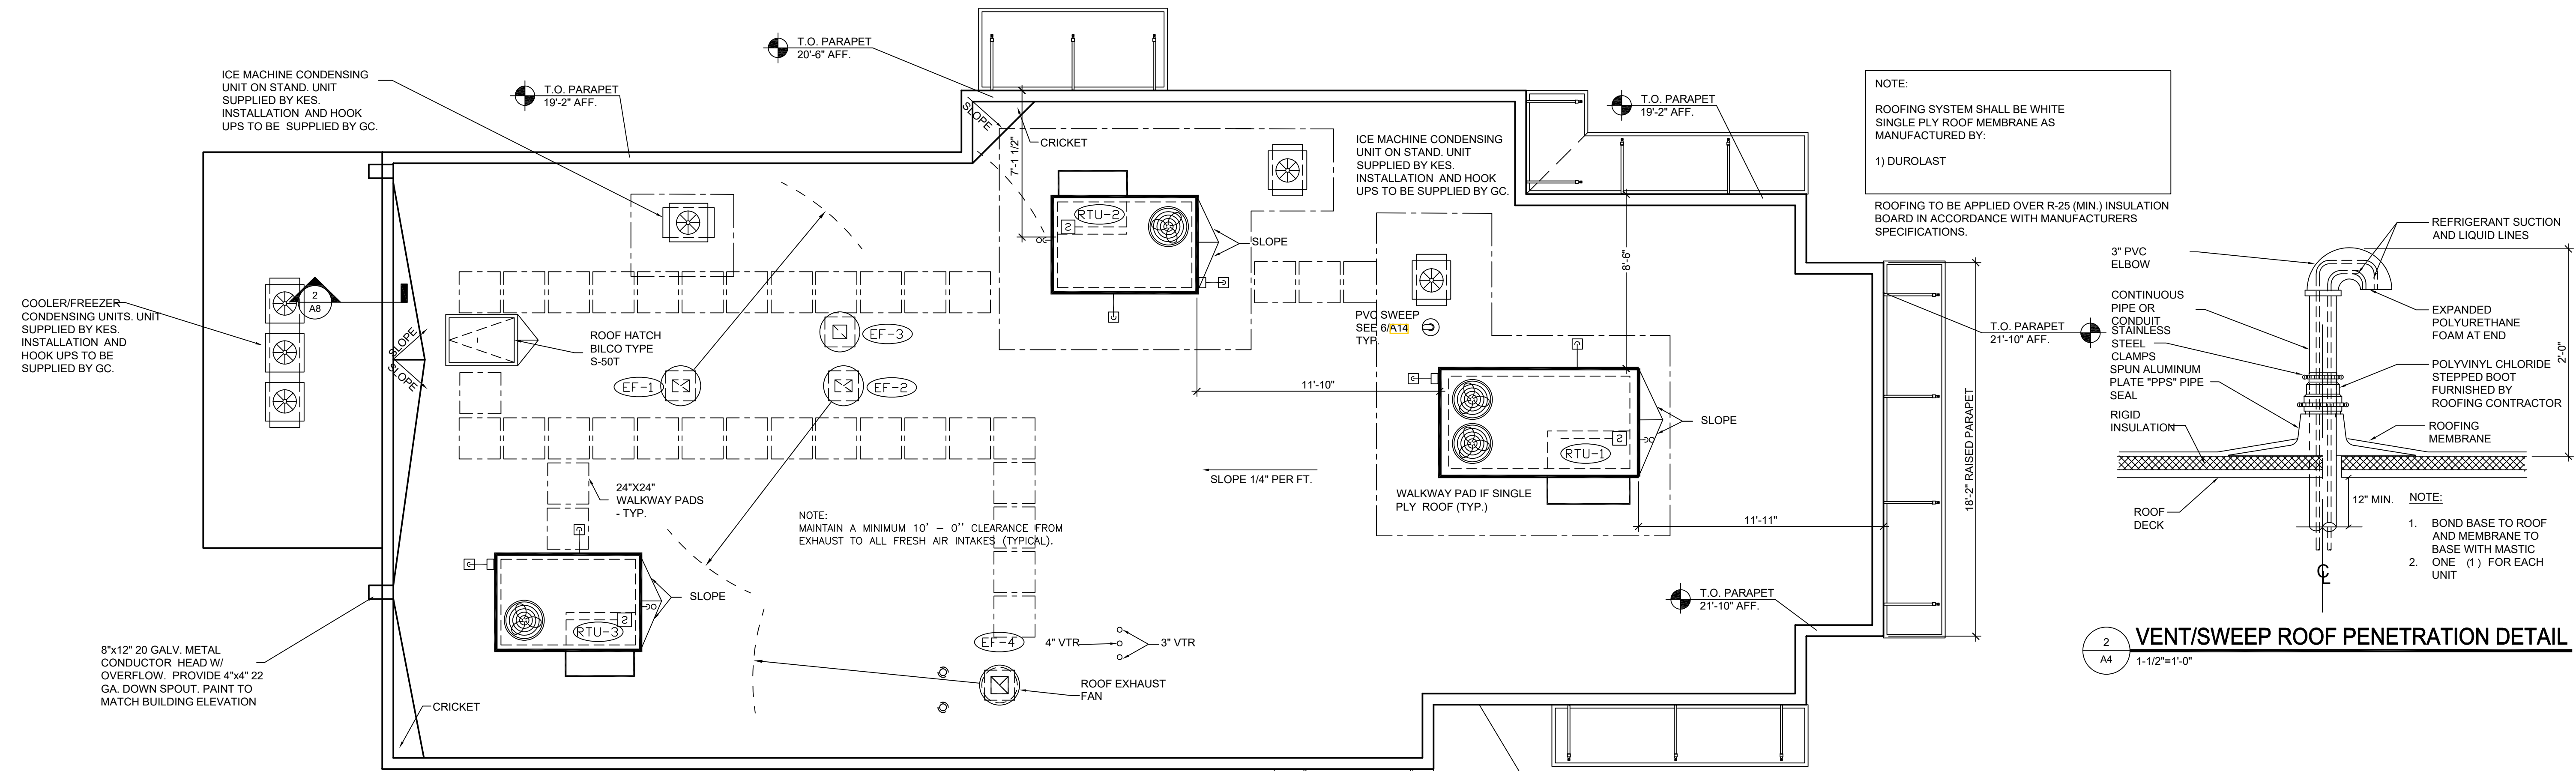 T.O. PARAPET
20'-6" AFF.
ICE MACHINE CONDENSING
UNIT ON STAND. UNIT
SUPPLIED BY KES.
INSTALLATION AND HOOK
UPS TO BE SUPPLIED BY GC.
T.O. PARAPET
19'-2" AFF.
SLOPE
CRICKET
7'-1 1/2"
ICE MACHINE CONDENSING
UNIT ON STAND. UNIT
SUPPLIED BY KES.
INSTALLATION AND HOOK
UPS TO BE SUPPLIED BY GC.
T.O. PARAPET
19'-2" AFF.
NOTE:
ROOFING SYSTEM SHALL BE WHITE
SINGLE PLY ROOF MEMBRANE AS
MANUFACTURED BY:
1) DUROLAST
ROOFING TO BE APPLIED OVER R-25 (MIN.) INSULATION
BOARD IN ACCORDANCE WITH MANUFACTURERS
SPECIFICATIONS.
RTU-2
2
SLOPE
8'-6"
COOLER/FREEZER
CONDENSING UNITS. UNIT
SUPPLIED BY KES.
INSTALLATION AND
HOOK UPS TO BE
SUPPLIED BY GC.
2
A8
SLOPE
SLOPE
ROOF HATCH
BILCO TYPE
S-50T
EF-3
EF-1
EF-2
PVC SWEEP
SEE 6/A14
TYP.
11'-10"
T.O. PARAPET
21'-10" AFF.
SLOPE
2
RTU-1
SLOPE 1/4" PER FT.
WALKWAY PAD IF SINGLE
PLY ROOF (TYP.)
11'-11"
18'-2" RAISED PARAPET
24"X24"
WALKWAY PADS
- TYP.
NOTE:
MAINTAIN A MINIMUM 10' - 0'' CLEARANCE FROM
EXHAUST TO ALL FRESH AIR INTAKES (TYPICAL).
SLOPE
2
RTU-3
EF-4
4" VTR
3" VTR
ROOF EXHAUST
FAN
T.O. PARAPET
21'-10" AFF.
8"x12" 20 GALV. METAL
CONDUCTOR HEAD W/
OVERFLOW. PROVIDE 4"x4" 22
GA. DOWN SPOUT. PAINT TO
MATCH BUILDING ELEVATION
CRICKET
3" PVC
ELBOW
CONTINUOUS
PIPE OR
CONDUIT
STAINLESS
STEEL
CLAMPS
SPUN ALUMINUM
PLATE "PPS" PIPE
SEAL
RIGID
INSULATION
ROOF
DECK
REFRIGERANT SUCTION
AND LIQUID LINES
EXPANDED
POLYURETHANE
FOAM AT END
2'-0"
POLYVINYL CHLORIDE
STEPPED BOOT
FURNISHED BY
ROOFING CONTRACTOR
ROOFING
MEMBRANE
12" MIN.
NOTE:
1. BOND BASE TO ROOF
AND MEMBRANE TO
BASE WITH MASTIC
2. ONE (1 ) FOR EACH
UNIT
CL
2
A4
VENT/SWEEP ROOF PENETRATION DETAIL
1-1/2"=1'-0"